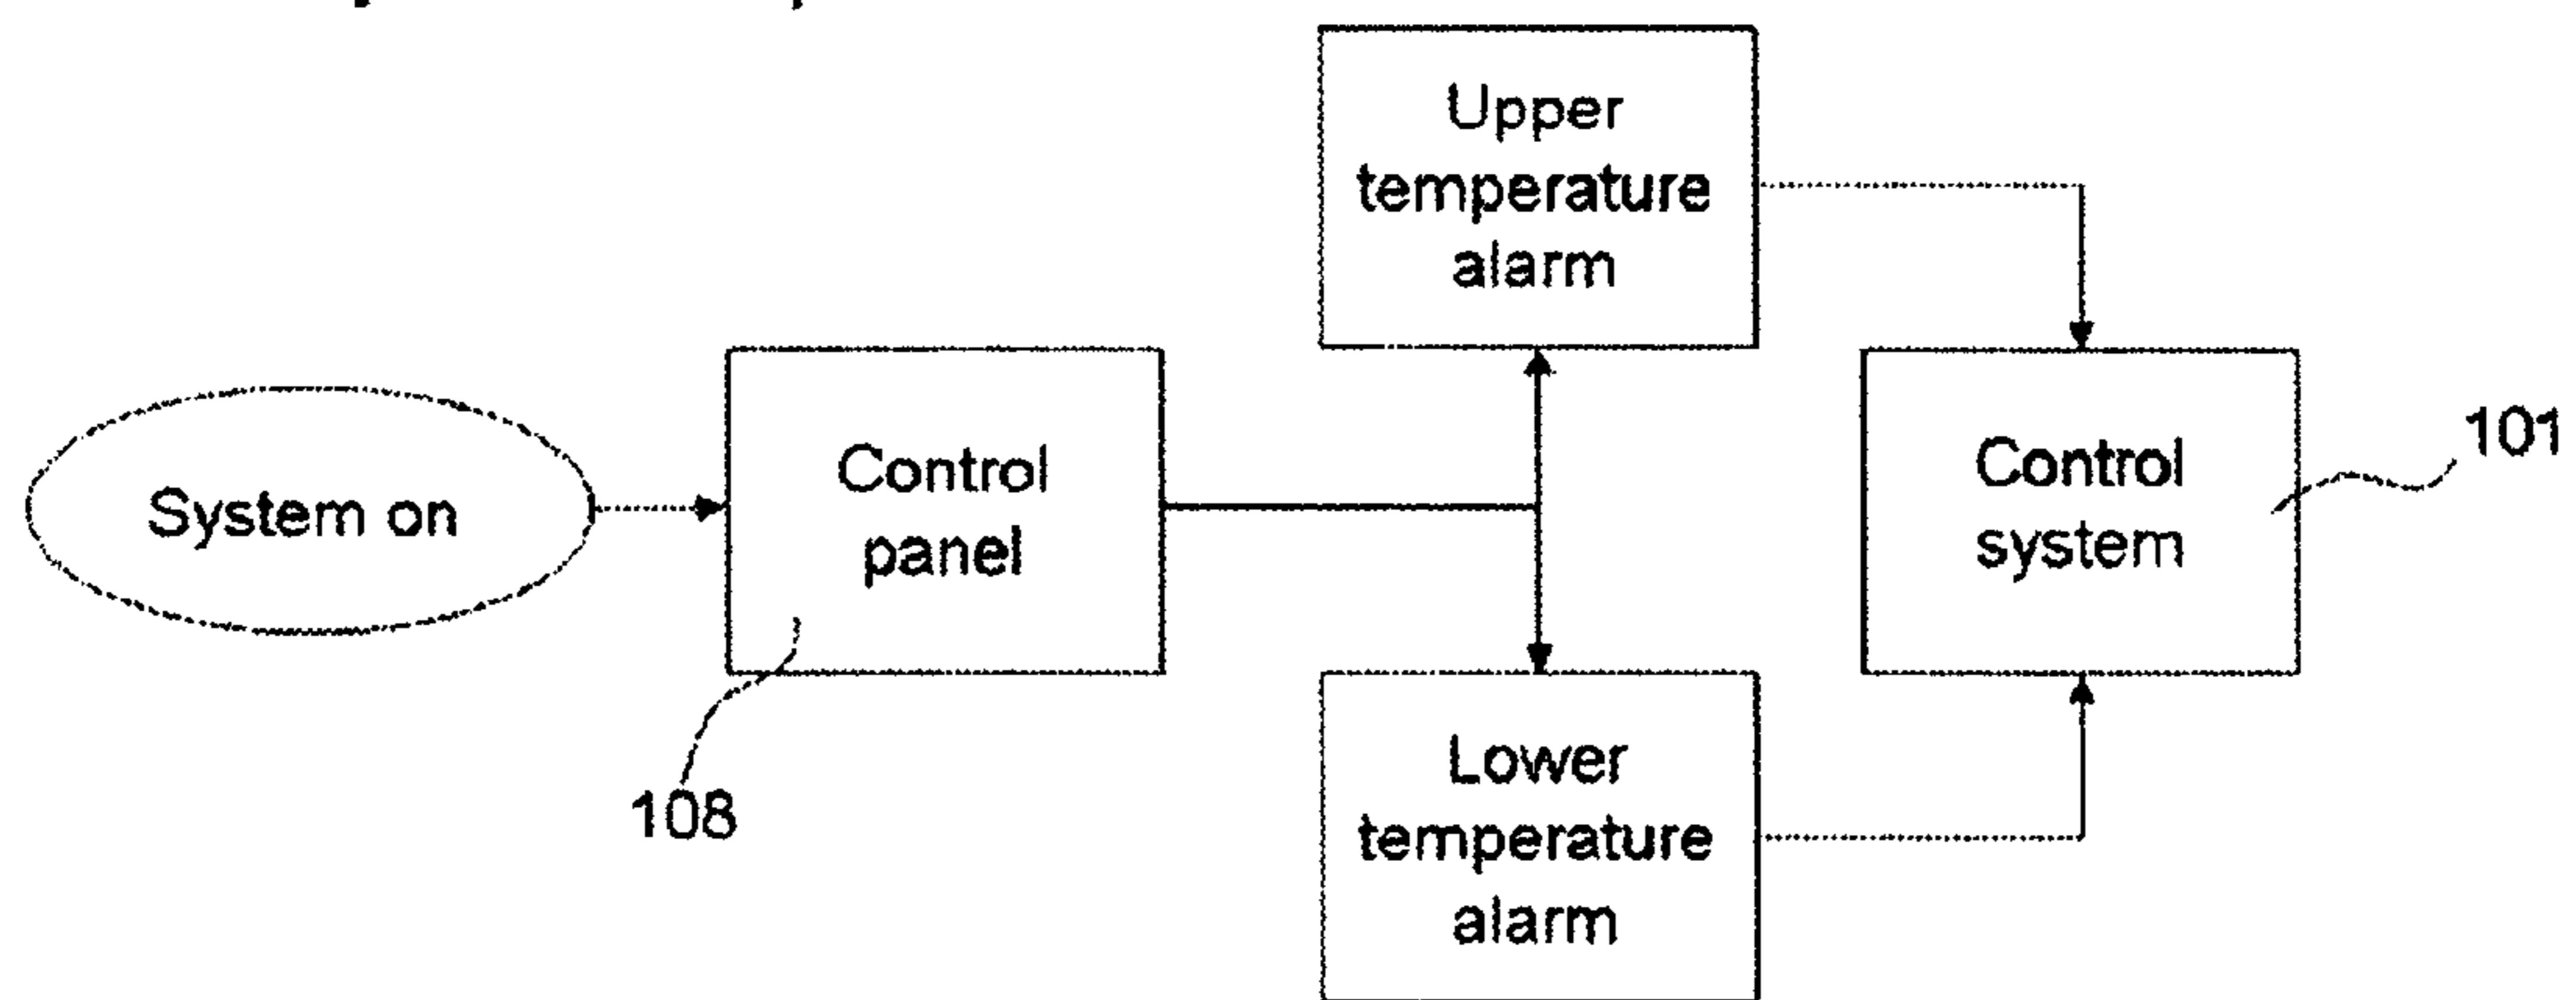 System on
Control
panel
108
Upper
temperature
alarm
Lower
temperature
alarm
Control
system
101